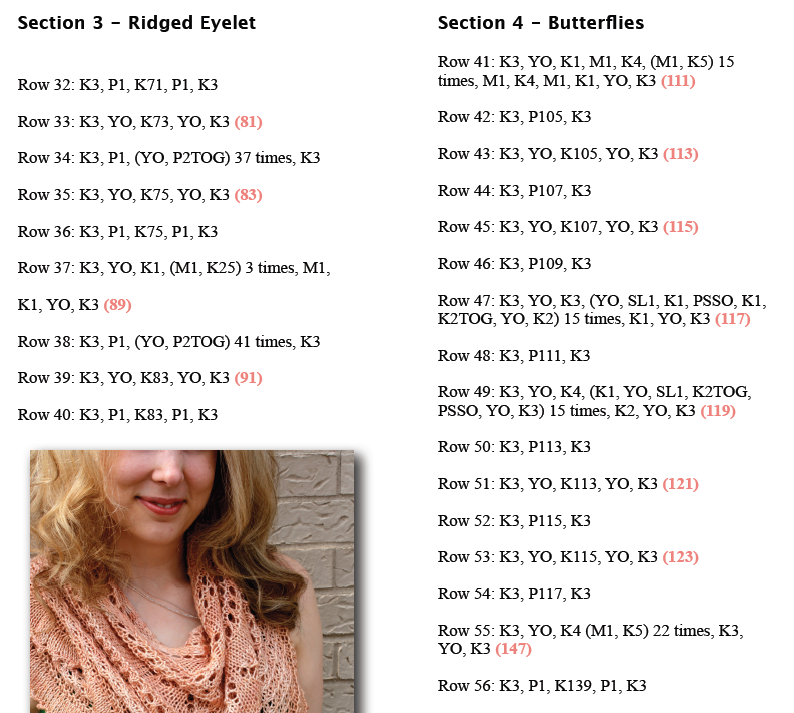 Section 3 – Ridged Eyelet
Row 32: K3, P1, K71, P1, K3
Row 33: K3, YO, K73, YO, K3 (81)
Row 34: K3, P1, (YO, P2TOG) 37 times, K3
Row 35: K3, YO, K75, YO, K3 (83)
Row 36: K3, P1, K75, P1, K3
Row 37: K3, YO, K1, (M1, K25) 3 times, M1,
K1, YO, K3 (89)
Row 38: K3, P1, (YO, P2TOG) 41 times, K3
Row 39: K3, YO, K83, YO, K3 (91)
Row 40: K3, P1, K83, P1, K3
Section 4 – Butterflies
Row 41: K3, YO, K1, M1, K4, (M1, K5) 15
times, M1, K4, M1, K1, YO, K3 (111)
Row 42: K3, P105, K3
Row 43: K3, YO, K105, YO, K3 (113)
Row 44: K3, P107, K3
Row 45: K3, YO, K107, YO, K3 (115)
Row 46: K3, P109, K3
Row 47: K3, YO, K3, (YO, SL1, K1, PSSO, K1,
K2TOG, YO, K2) 15 times, K1, YO, K3 (117)
Row 48: K3, P111, K3
Row 49: K3, YO, K4, (K1, YO, SL1, K2TOG,
PSSO, YO, K3) 15 times, K2, YO, K3 (119)
Row 50: K3, P113, K3
Row 51: K3, YO, K113, YO, K3 (121)
Row 52: K3, P115, K3
Row 53: K3, YO, K115, YO, K3 (123)
Row 54: K3, P117, K3
Row 55: K3, YO, K4 (M1, K5) 22 times, K3,
YO, K3 (147)
Row 56: K3, P1, K139, P1, K3